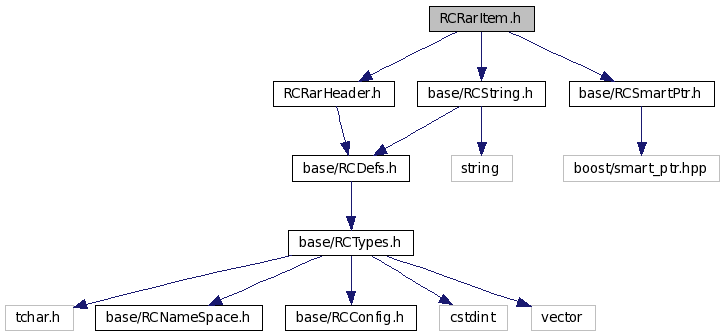 RCRarItem.h
RCRarHeader.h
base/RCString.h
base/RCSmartPtr.h
base/RCDefs.h
string
boost/smart_ptr.hpp
base/RCTypes.h
tchar.h
base/RCNameSpace.h
base/RCConfig.h
cstdint
vector